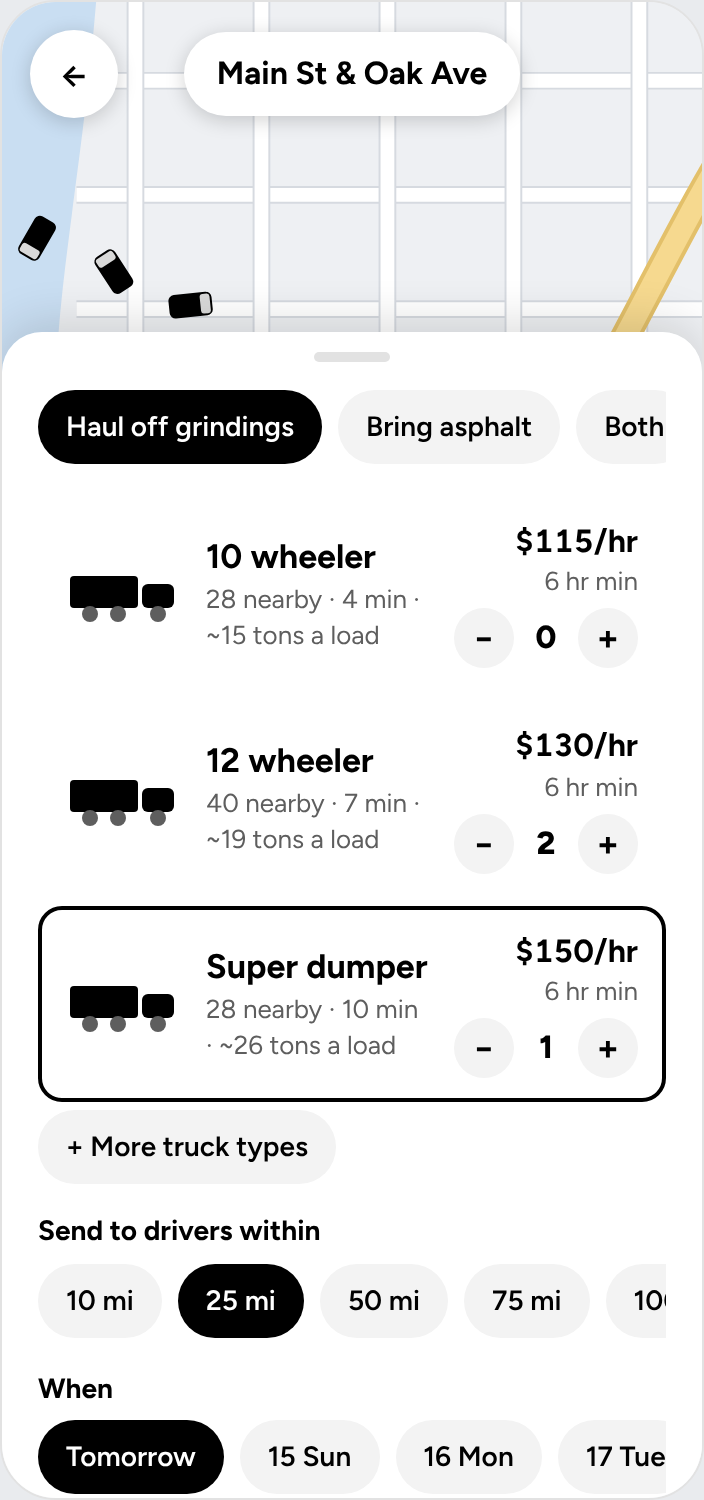 ←
Main St & Oak Ave
Haul off grindings
Bring asphalt
Both
10 wheeler
28 nearby · 4 min ·
~15 tons a load
$115/hr
6 hr min
− 0 +
12 wheeler
40 nearby · 7 min ·
~19 tons a load
$130/hr
6 hr min
− 2 +
Super dumper
28 nearby · 10 min
· ~26 tons a load
$150/hr
6 hr min
− 1 +
+ More truck types
Send to drivers within
10 mi
25 mi
50 mi
75 mi
When
Tomorrow
15 Sun
16 Mon
17 Tue